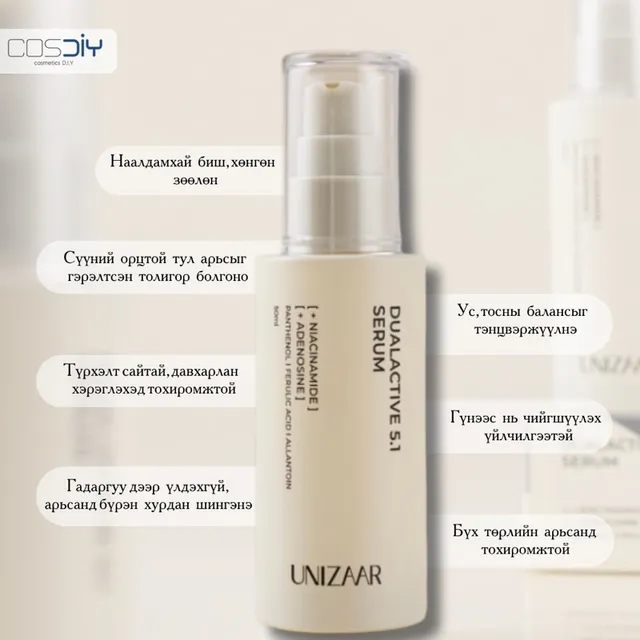 COSDIY
cosmetics D.I.Y
Наалдамхай биш,хөнгөн
зөөлөн
Сүүний орцтой тул арьсыг
гэрэлтсэн толигор болгоно
Түрхэлт сайтай,давхарлан
хэрэглэхэд тохиромжтой
Гадаргуу дээр үлдэхгүй,
арьсанд бүрэн хурдан шингэнэ
Ус,тосны балансыг
тэнцвэржүүлнэ
Гүнээс нь чийгшүүлэх
үйлчилгээтэй
Бүх төрлийн арьсанд
тохиромжтой
DUALACTIVE 5.1
SERUM
[ + NIACINAMIDE ]
[ + ADENOSINE ]
PANTHENOL I FERULIC ACID I ALLANTOIN
50ml
UNIZAAR
UNIZAAR